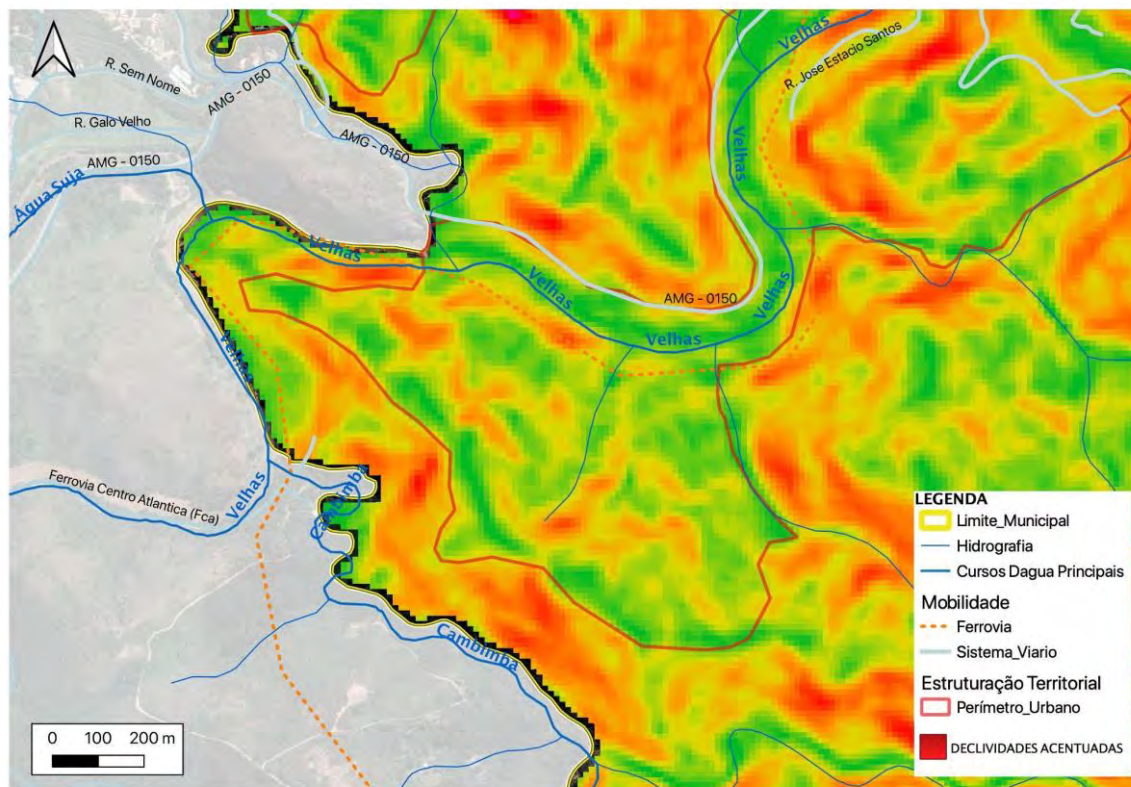 Velhas
R. Jose Estacio Santos
R. Sem Nome
AMG - 0150
R. Galo Velho
AMG - 0150
Velhas
AMG - 0150
Água Suja
Velhas
Velhas
Velhas
AMG - 0150
Velhas
Velhas
Ferrovia Centro Atlantica (Fca)
Velhas
Cambimba
Cambimba
0 100 200 m
LEGENDA
Limite_Municipal
Hidrografia
Cursos Dagua Principais
Mobilidade
Ferrovia
Sistema_Viario
Estruturação Territorial
Perímetro_Urbano
DECLIVIDADES ACENTUADAS